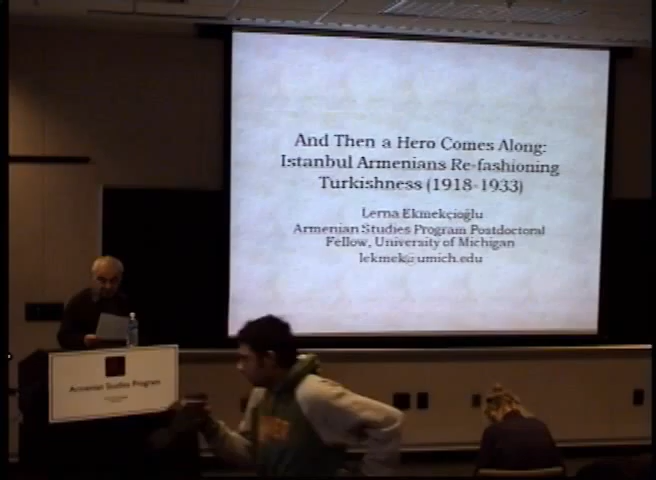 And Then a Hero Comes Along:
Istanbul Armenians Re-fashioning
Turkishness (1918-1933)
Lerna Ekmekçioğlu
Armenian Studies Program Postdoctoral
Fellow, University of Michigan
lekmek@umich.edu
Armenian Studies Program